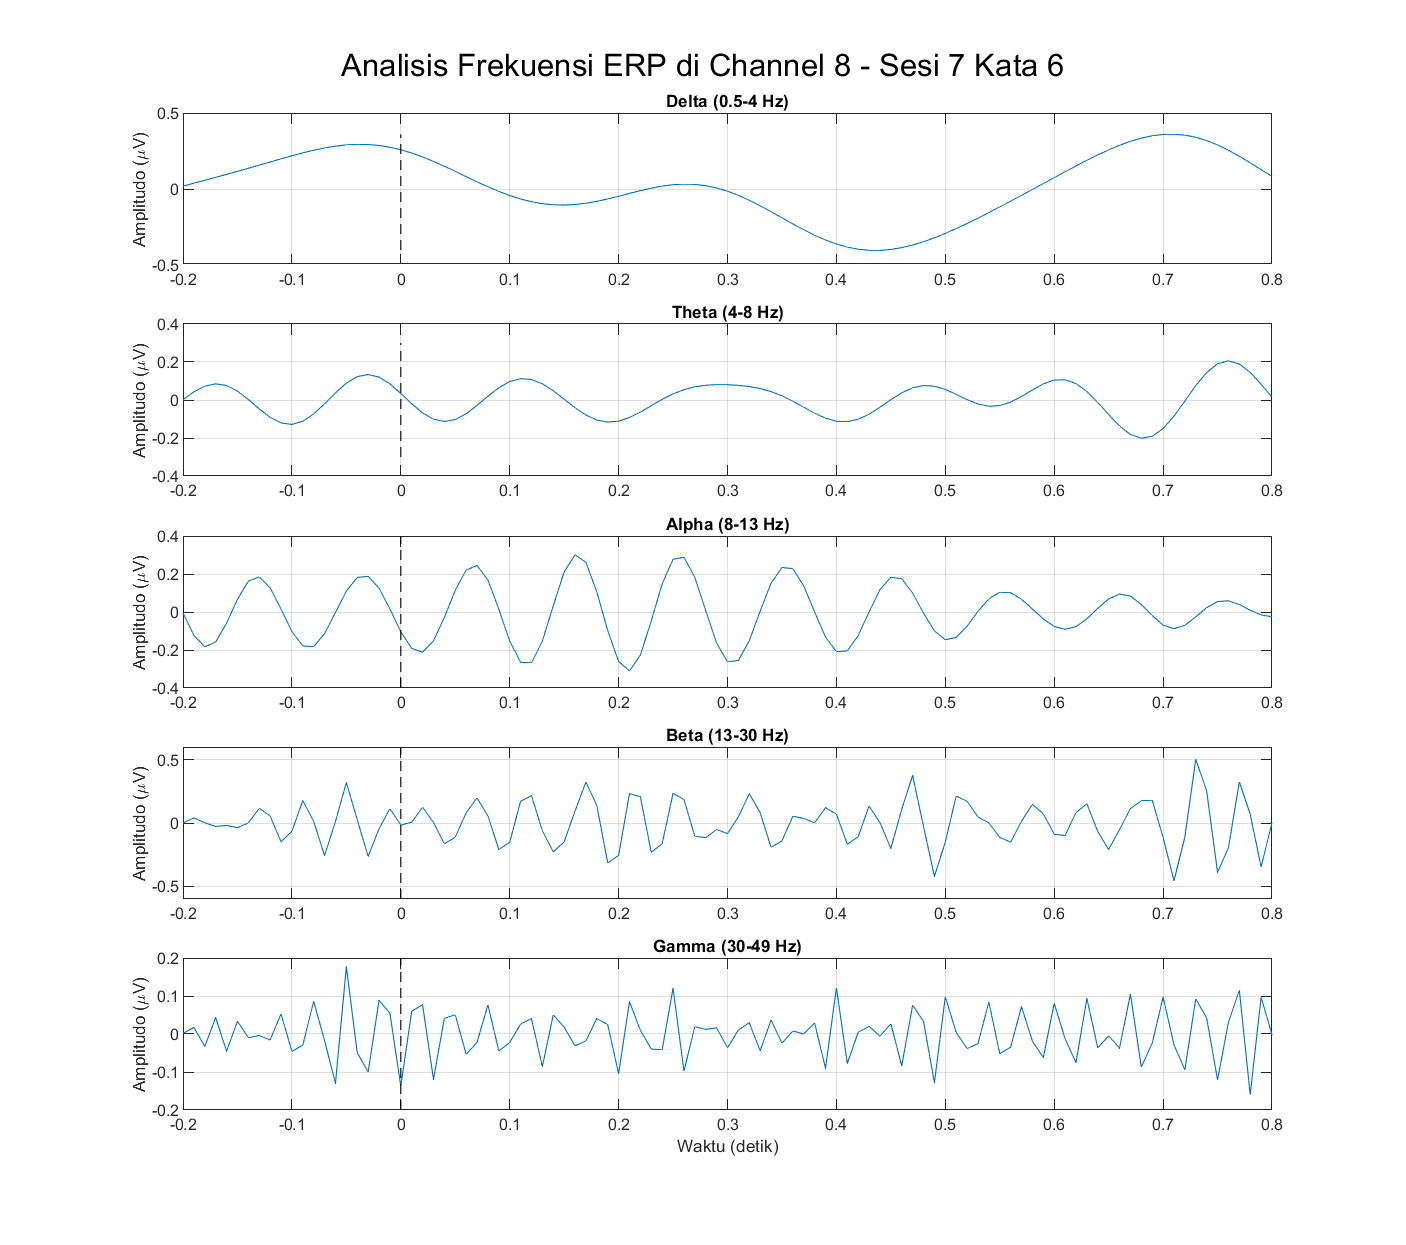 Analisis Frekuensi ERP di Channel 8 - Sesi 7 Kata 6
Delta (0.5-4 Hz)
Amplitudo (μV)
0.5
0
-0.5
-0.2 -0.1 0 0.1 0.2 0.3 0.4 0.5 0.6 0.7 0.8
Theta (4-8 Hz)
Amplitudo (μV)
0.4
0.2
0
-0.2
-0.4
-0.2 -0.1 0 0.1 0.2 0.3 0.4 0.5 0.6 0.7 0.8
Alpha (8-13 Hz)
Amplitudo (μV)
0.4
0.2
0
-0.2
-0.4
-0.2 -0.1 0 0.1 0.2 0.3 0.4 0.5 0.6 0.7 0.8
Beta (13-30 Hz)
Amplitudo (μV)
0.5
0
-0.5
-0.2 -0.1 0 0.1 0.2 0.3 0.4 0.5 0.6 0.7 0.8
Gamma (30-49 Hz)
Amplitudo (μV)
0.2
0.1
0
-0.1
-0.2
-0.2 -0.1 0 0.1 0.2 0.3 0.4 0.5 0.6 0.7 0.8
Waktu (detik)